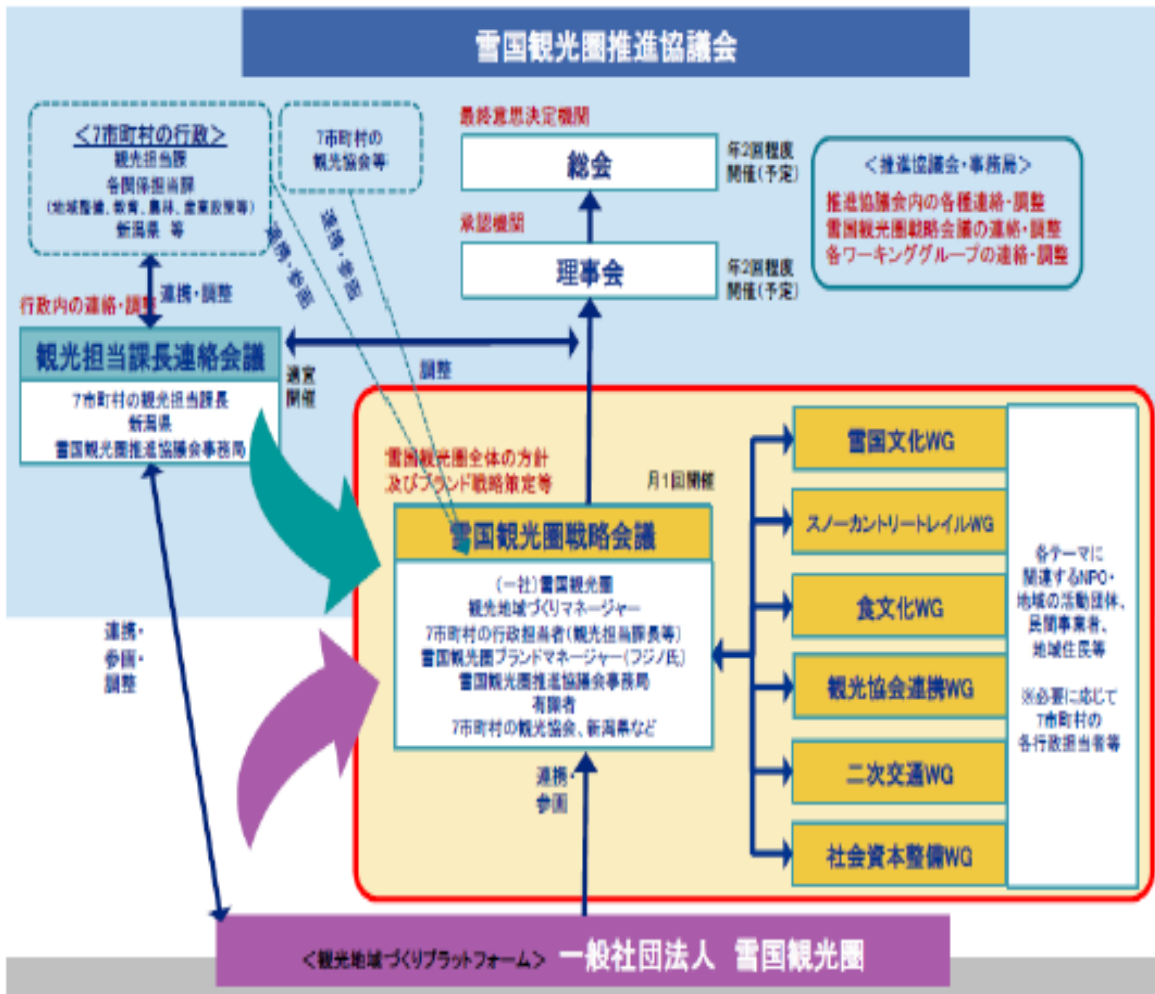 雪国観光圏推進協議会
<7市町村の行政>
観光担当課
各関係担当課
(地域整備、教育、農林、産業政策等)
新潟県 等
7市町村の
観光協会等
最終意思決定機関
総会
年2回程度
開催(予定)
承認機関
理事会
年2回程度
開催(予定)
<推進協議会・事務局>
推進協議会内の各種連絡・調整
雪国観光圏戦略会議の連絡・調整
各ワーキンググループの連絡・調整
連携・参画
連携・参画
連携・調整
行政内の連絡・調整
観光担当課長連絡会議
7市町村の観光担当課長
新潟県
雪国観光圏推進協議会事務局
適宜
開催
調整
雪国観光圏全体の方針
及びブランド戦略策定等
月1回開催
雪国観光圏戦略会議
(一社)雪国観光圏
観光地域づくりマネージャー
7市町村の行政担当者(観光担当課長等)
雪国観光圏ブランドマネージャー(フジノ氏)
雪国観光圏推進協議会事務局
有識者
7市町村の観光協会、新潟県など
雪国文化WG
スノーカントリートレイルWG
食文化WG
観光協会連携WG
二次交通WG
社会資本整備WG
各テーマに
関連するNPO・
地域の活動団体、
民間事業者、
地域住民等
※必要に応じて
7市町村の
各行政担当者等
連携・
参画・
調整
連携・
参画
<観光地域づくりプラットフォーム> 一般社団法人 雪国観光圏